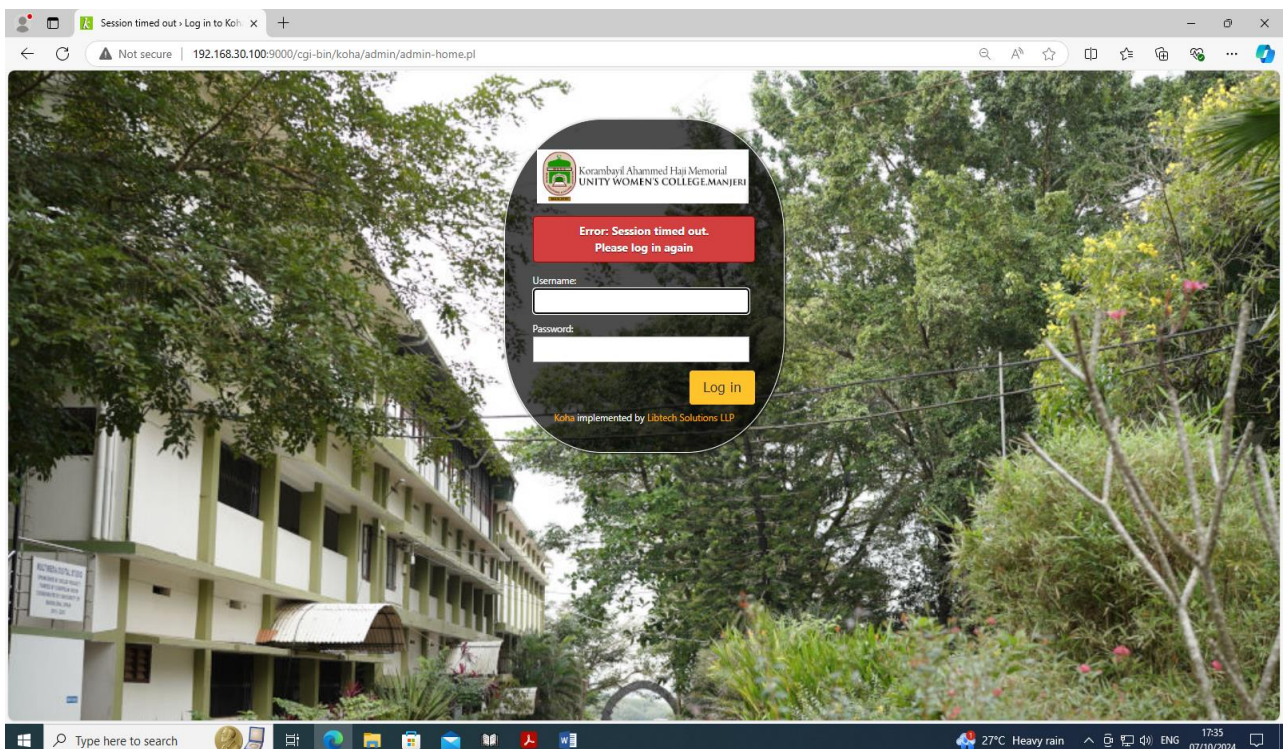 Session timed out › Log in to Koh
Not secure | 192.168.30.100:9000/cgi-bin/koha/admin/admin-home.pl
Korambayil Ahammed Haji Memorial
UNITY WOMEN'S COLLEGE,MANJERI
Error: Session timed out.
Please log in again
Username:
Password:
Log in
Koha implemented by Libtech Solutions LLP
MULTIMEDIA DIGITAL STUDIO
Type here to search
27°C Heavy rain
ENG
17:35
07/10/2024